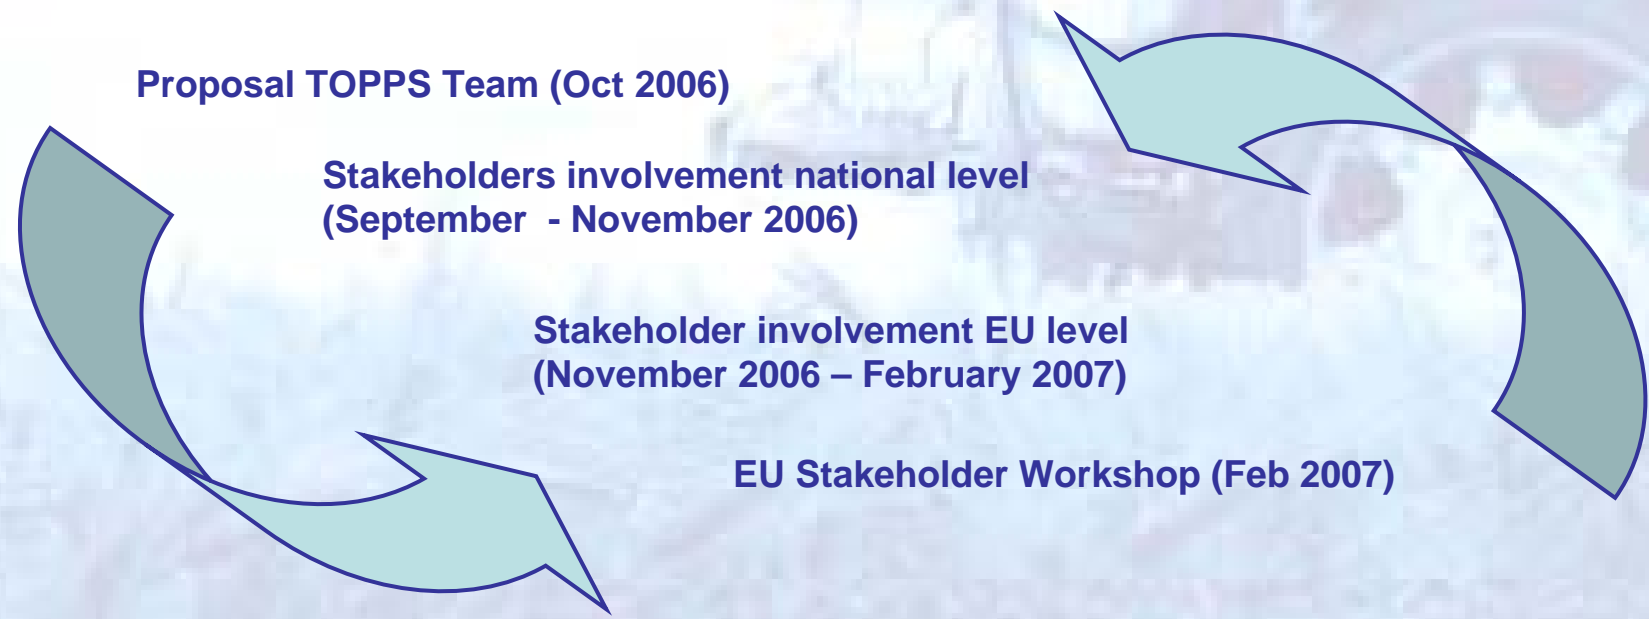 Proposal TOPPS Team (Oct 2006)
Stakeholders involvement national level
(September  - November 2006)
Stakeholder involvement EU level
(November 2006 – February 2007)
EU Stakeholder Workshop (Feb 2007)